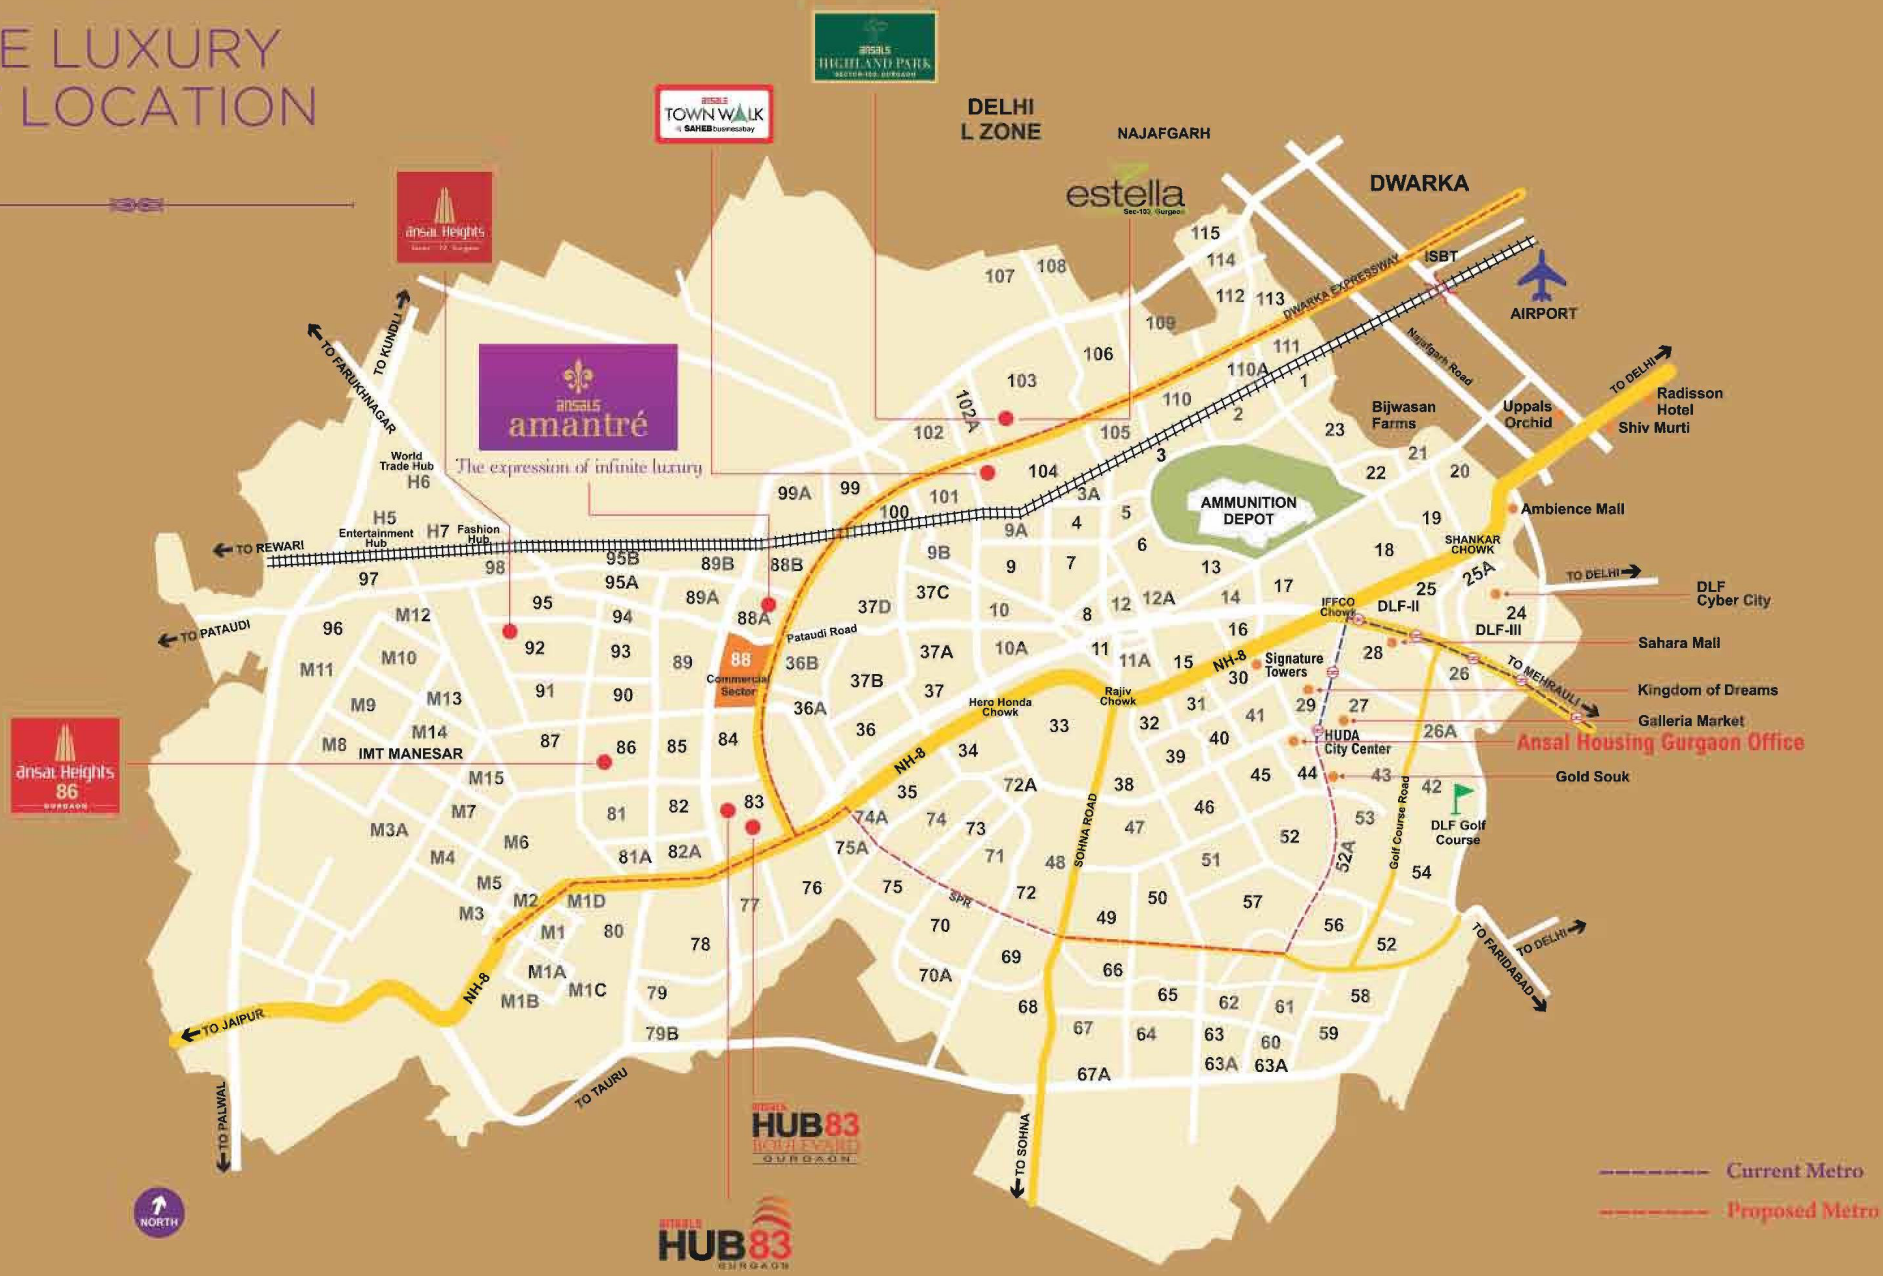 E LUXURY
LOCATION
ansals
HIGHLAND PARK
SECTOR-103, GURGAON
ansals
TOWN WALK
SAHEB businessbay
DELHI
L ZONE
NAJAFGARH
DWARKA
estella
Sec-103, Gurgaon
ansal Heights
ansals
amantré
The expression of infinite luxury
ansal Heights
86
GURGAON
TO KUNDLI
TO FARUKHNAGAR
World
Trade Hub
H6
H5
Entertainment
Hub
H7
Fashion
Hub
TO REWARI
TO PATAUDI
115
114
112
113
107
108
109
106
111
110A
110
103
102A
102
105
104
101
100
99
99A
DWARKA EXPRESSWAY
ISBT
AIRPORT
Najafgarh Road
TO DELHI
Radisson
Hotel
Shiv Murti
Uppals
Orchid
Bijwasan
Farms
1
2
3
3A
4
5
6
7
8
9
9A
9B
10
10A
11
11A
12
12A
13
14
15
16
17
18
19
20
21
22
23
AMMUNITION
DEPOT
Ambience Mall
SHANKAR
CHOWK
25A
25
24
TO DELHI
DLF
Cyber City
DLF-II
DLF-III
IFFCO
Chowk
Sahara Mall
28
26
TO MEHRAULI
Signature
Towers
NH-8
30
Kingdom of Dreams
29
27
Galleria Market
26A
Ansal Housing Gurgaon Office
HUDA
City Center
Gold Souk
43
44
45
42
DLF Golf
Course
Golf Course Road
97
98
95B
95A
95
94
96
92
93
91
90
89
89A
89B
88B
88A
88
Commercial
Sector
Pataudi Road
37D
37C
37A
37B
37
36B
36A
36
M12
M11
M10
M9
M13
M14
M8
IMT MANESAR
M15
M7
M3A
M6
M4
M5
M3
M2
M1D
M1
M1A
M1B
M1C
87
86
85
84
83
82
81
81A
82A
80
79
79B
78
77
76
75
75A
74A
74
73
72A
72
71
70
70A
69
68
Hero Honda
Chowk
Rajiv
Chowk
NH-8
33
34
35
32
31
41
40
39
38
46
47
48
SOHNA ROAD
SPR
49
50
51
52
52A
53
54
57
56
52
66
65
62
61
58
67
64
63
60
59
67A
63A
63A
NH-8
TO JAIPUR
TO PALWAL
TO TAURU
TO SOHNA
TO FARIDABAD
TO DELHI
ansals
HUB83
BOULEVARD
GURGAON
ansals
HUB83
GURGAON
NORTH
Current Metro
Proposed Metro